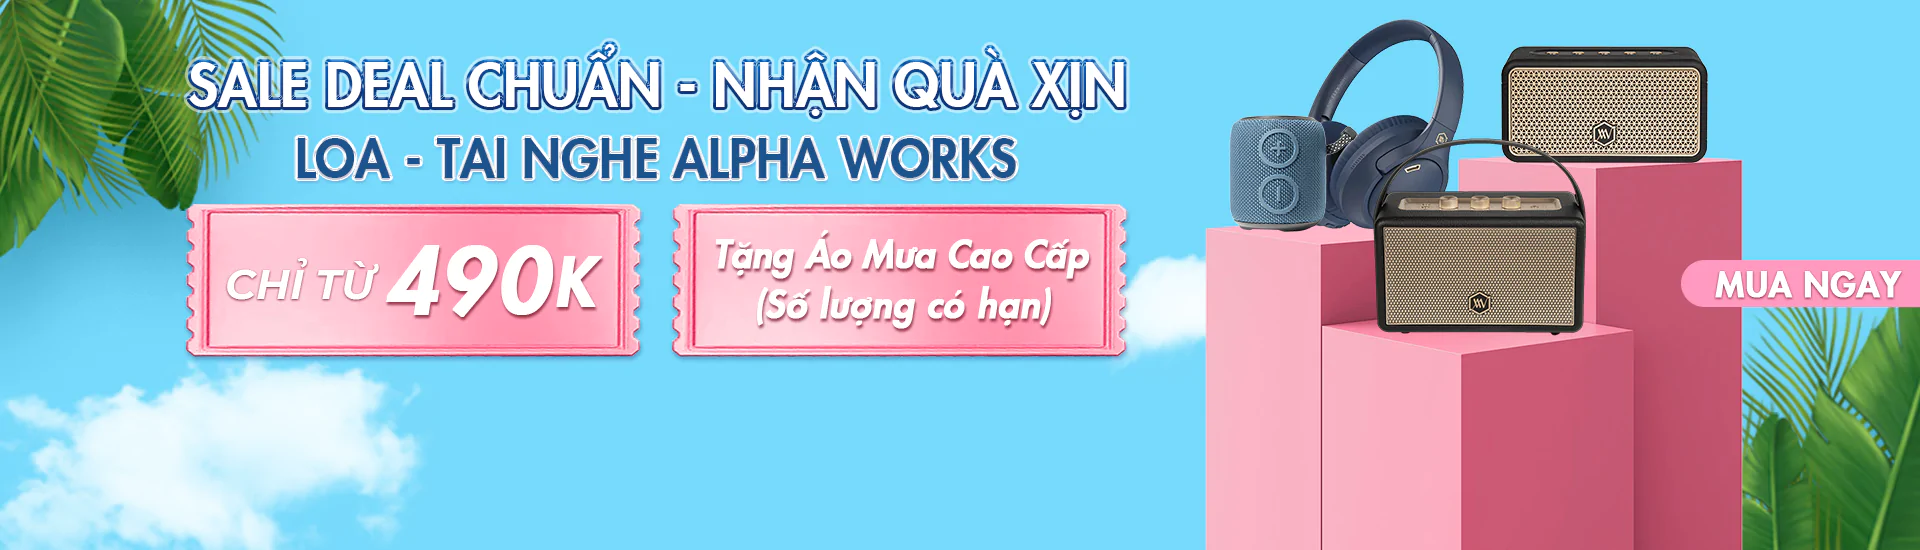 SALE DEAL CHUẨN - NHẬN QUÀ XỊN
LOA - TAI NGHE ALPHA WORKS
CHỈ TỪ 490K
Tặng Áo Mưa Cao Cấp
(Số lượng có hạn)
MUA NGAY